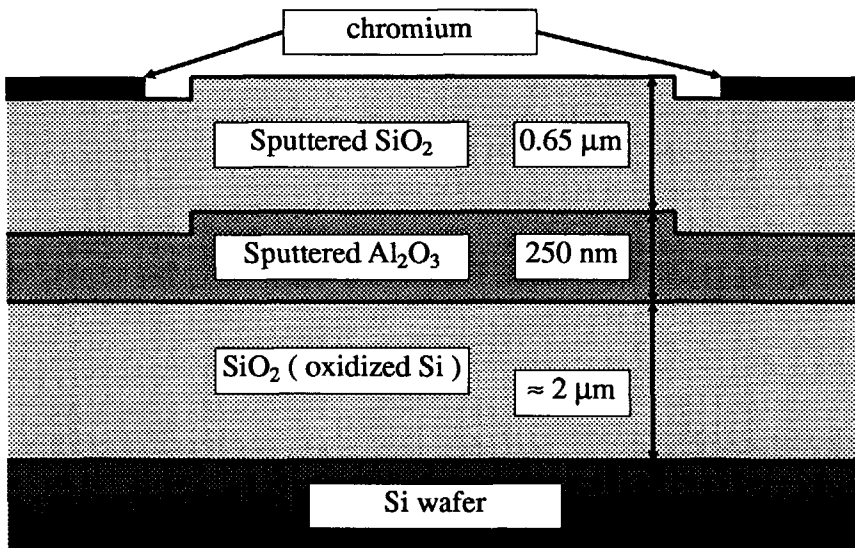 chromium
Sputtered SiO₂ 0.65 μm
Sputtered Al₂O₃ 250 nm
SiO₂ ( oxidized Si ) ≈ 2 μm
Si wafer